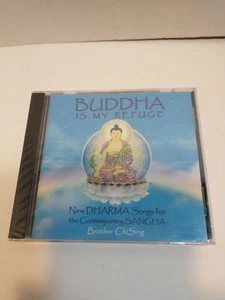 BUDDHA
IS MY REFUGE
New DHARMA Songs for
the Contemporary SANGHA
Brother ChiSing